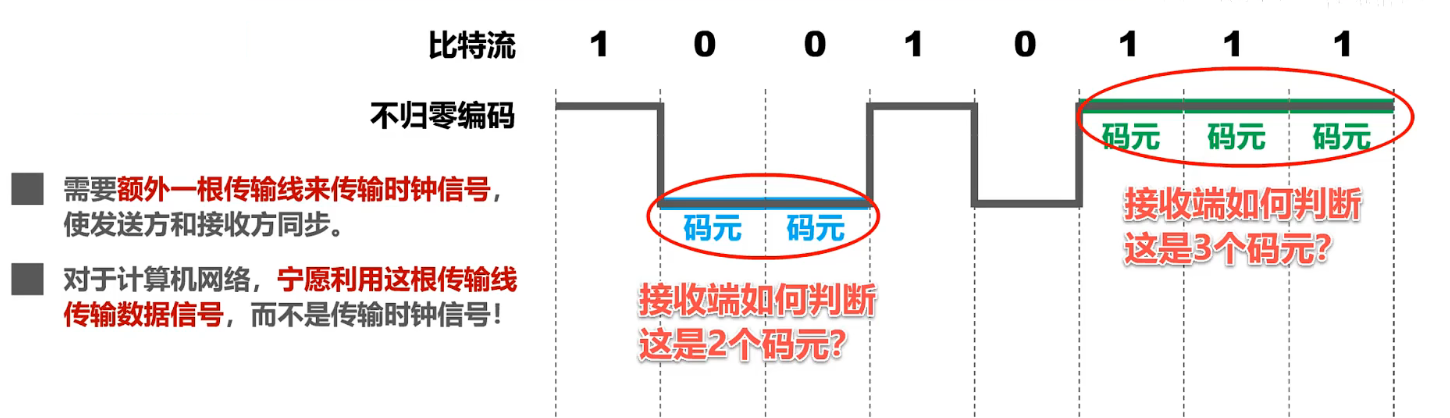 比特流 1 0 0 1 0 1 1 1
不归零编码
码元 码元 码元
需要额外一根传输线来传输时钟信号，
使发送方和接收方同步。
码元 码元
接收端如何判断
这是3个码元？
对于计算机网络，宁愿利用这根传输线
传输数据信号，而不是传输时钟信号！
接收端如何判断
这是2个码元？